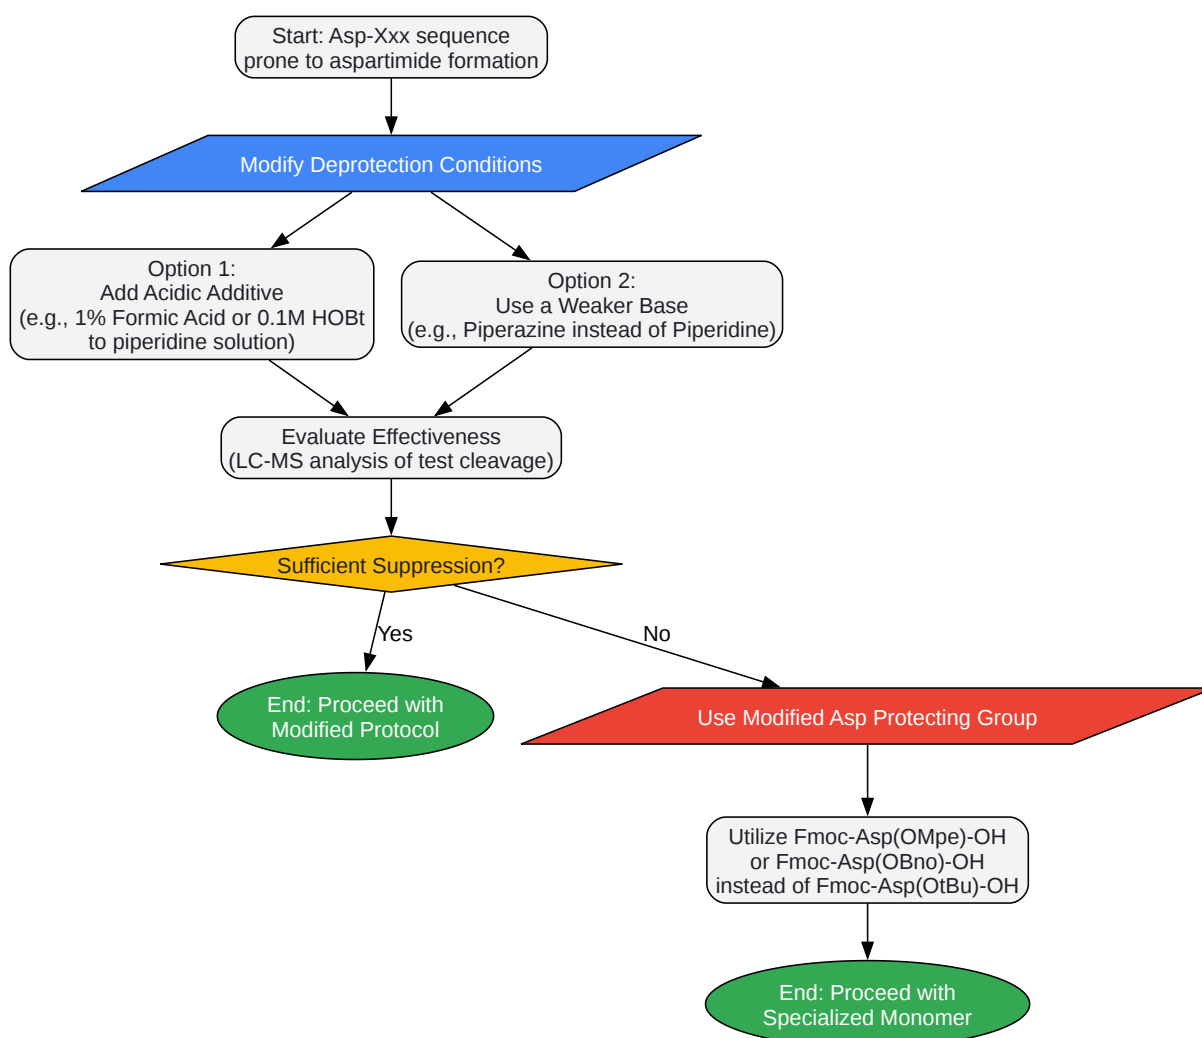 Start: Asp-Xxx sequence
prone to aspartimide formation
Modify Deprotection Conditions
Option 1:
Add Acidic Additive
(e.g., 1% Formic Acid or 0.1M HOBt
to piperidine solution)
Option 2:
Use a Weaker Base
(e.g., Piperazine instead of Piperidine)
Evaluate Effectiveness
(LC-MS analysis of test cleavage)
Sufficient Suppression?
Yes
No
End: Proceed with
Modified Protocol
Use Modified Asp Protecting Group
Utilize Fmoc-Asp(OMpe)-OH
or Fmoc-Asp(OBno)-OH
instead of Fmoc-Asp(OtBu)-OH
End: Proceed with
Specialized Monomer